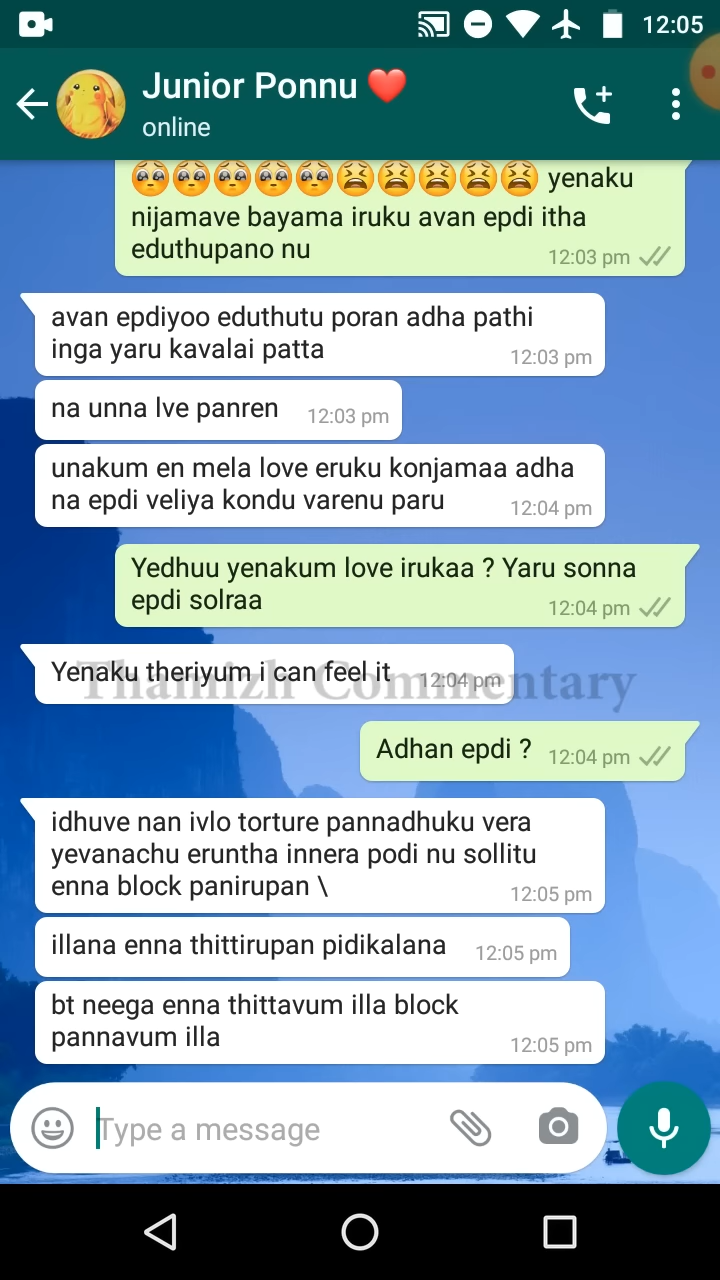 12:05
Junior Ponnu ❤️
online
🥺🥺🥺🥺🥺😫😫😫😫😫 yenaku
nijamave bayama iruku avan epdi itha
eduthupano nu
12:03 pm
avan epdiyoo eduthutu poran adha pathi
inga yaru kavalai patta
12:03 pm
na unna lve panren
12:03 pm
unakum en mela love eruku konjamaa adha
na epdi veliya kondu varenu paru
12:04 pm
Yedhuu yenakum love irukaa ? Yaru sonna
epdi solraa
12:04 pm
Yenaku theriyum i can feel it
12:04 pm
Thamizh Commentary
Adhan epdi ?
12:04 pm
idhuve nan ivlo torture pannadhuku vera
yevanachu eruntha innera podi nu sollitu
enna block panirupan \
12:05 pm
illana enna thittirupan pidikalana
12:05 pm
bt neega enna thittavum illa block
pannavum illa
12:05 pm
Type a message